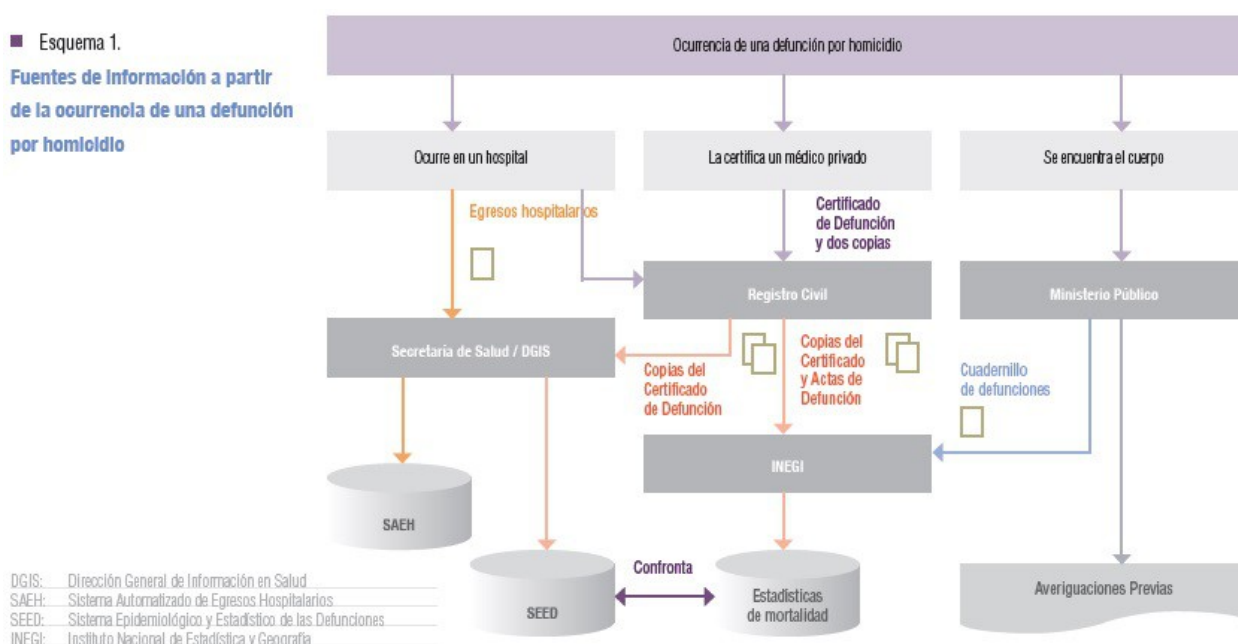 Esquema 1.
Fuentes de información a partir
de la ocurrencia de una defunción
por homicidio
Ocurrencia de una defunción por homicidio
Ocurre en un hospital
La certifica un médico privado
Se encuentra el cuerpo
Egresos hospitalarios
Certificado
de Defunción
y dos copias
Registro Civil
Ministerio Público
Secretaría de Salud / DGIS
Copias del
Certificado
de Defunción
Copias del
Certificado
y Actas de
Defunción
Cuadernillo
de defunciones
INEGI
SAEH
Confronta
SEED
Estadísticas
de mortalidad
Averiguaciones Previas
DGIS: Dirección General de Información en Salud
SAEH: Sistema Automatizado de Egresos Hospitalarios
SEED: Sistema Epidemiológico y Estadístico de las Defunciones
INEGI: Instituto Nacional de Estadística y Geografía